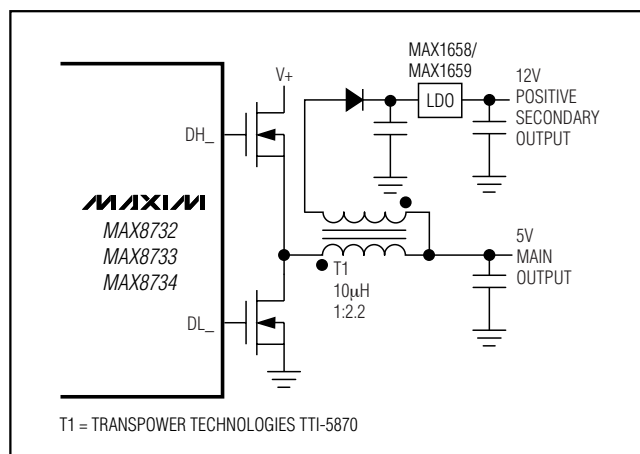 MAX1658/
MAX1659
V+
LDO
12V
POSITIVE
SECONDARY
OUTPUT
DH_
MAXIM
MAX8732
MAX8733
MAX8734
T1
10μH
1:2.2
5V
MAIN
OUTPUT
DL_
T1 = TRANSPOWER TECHNOLOGIES TTI-5870